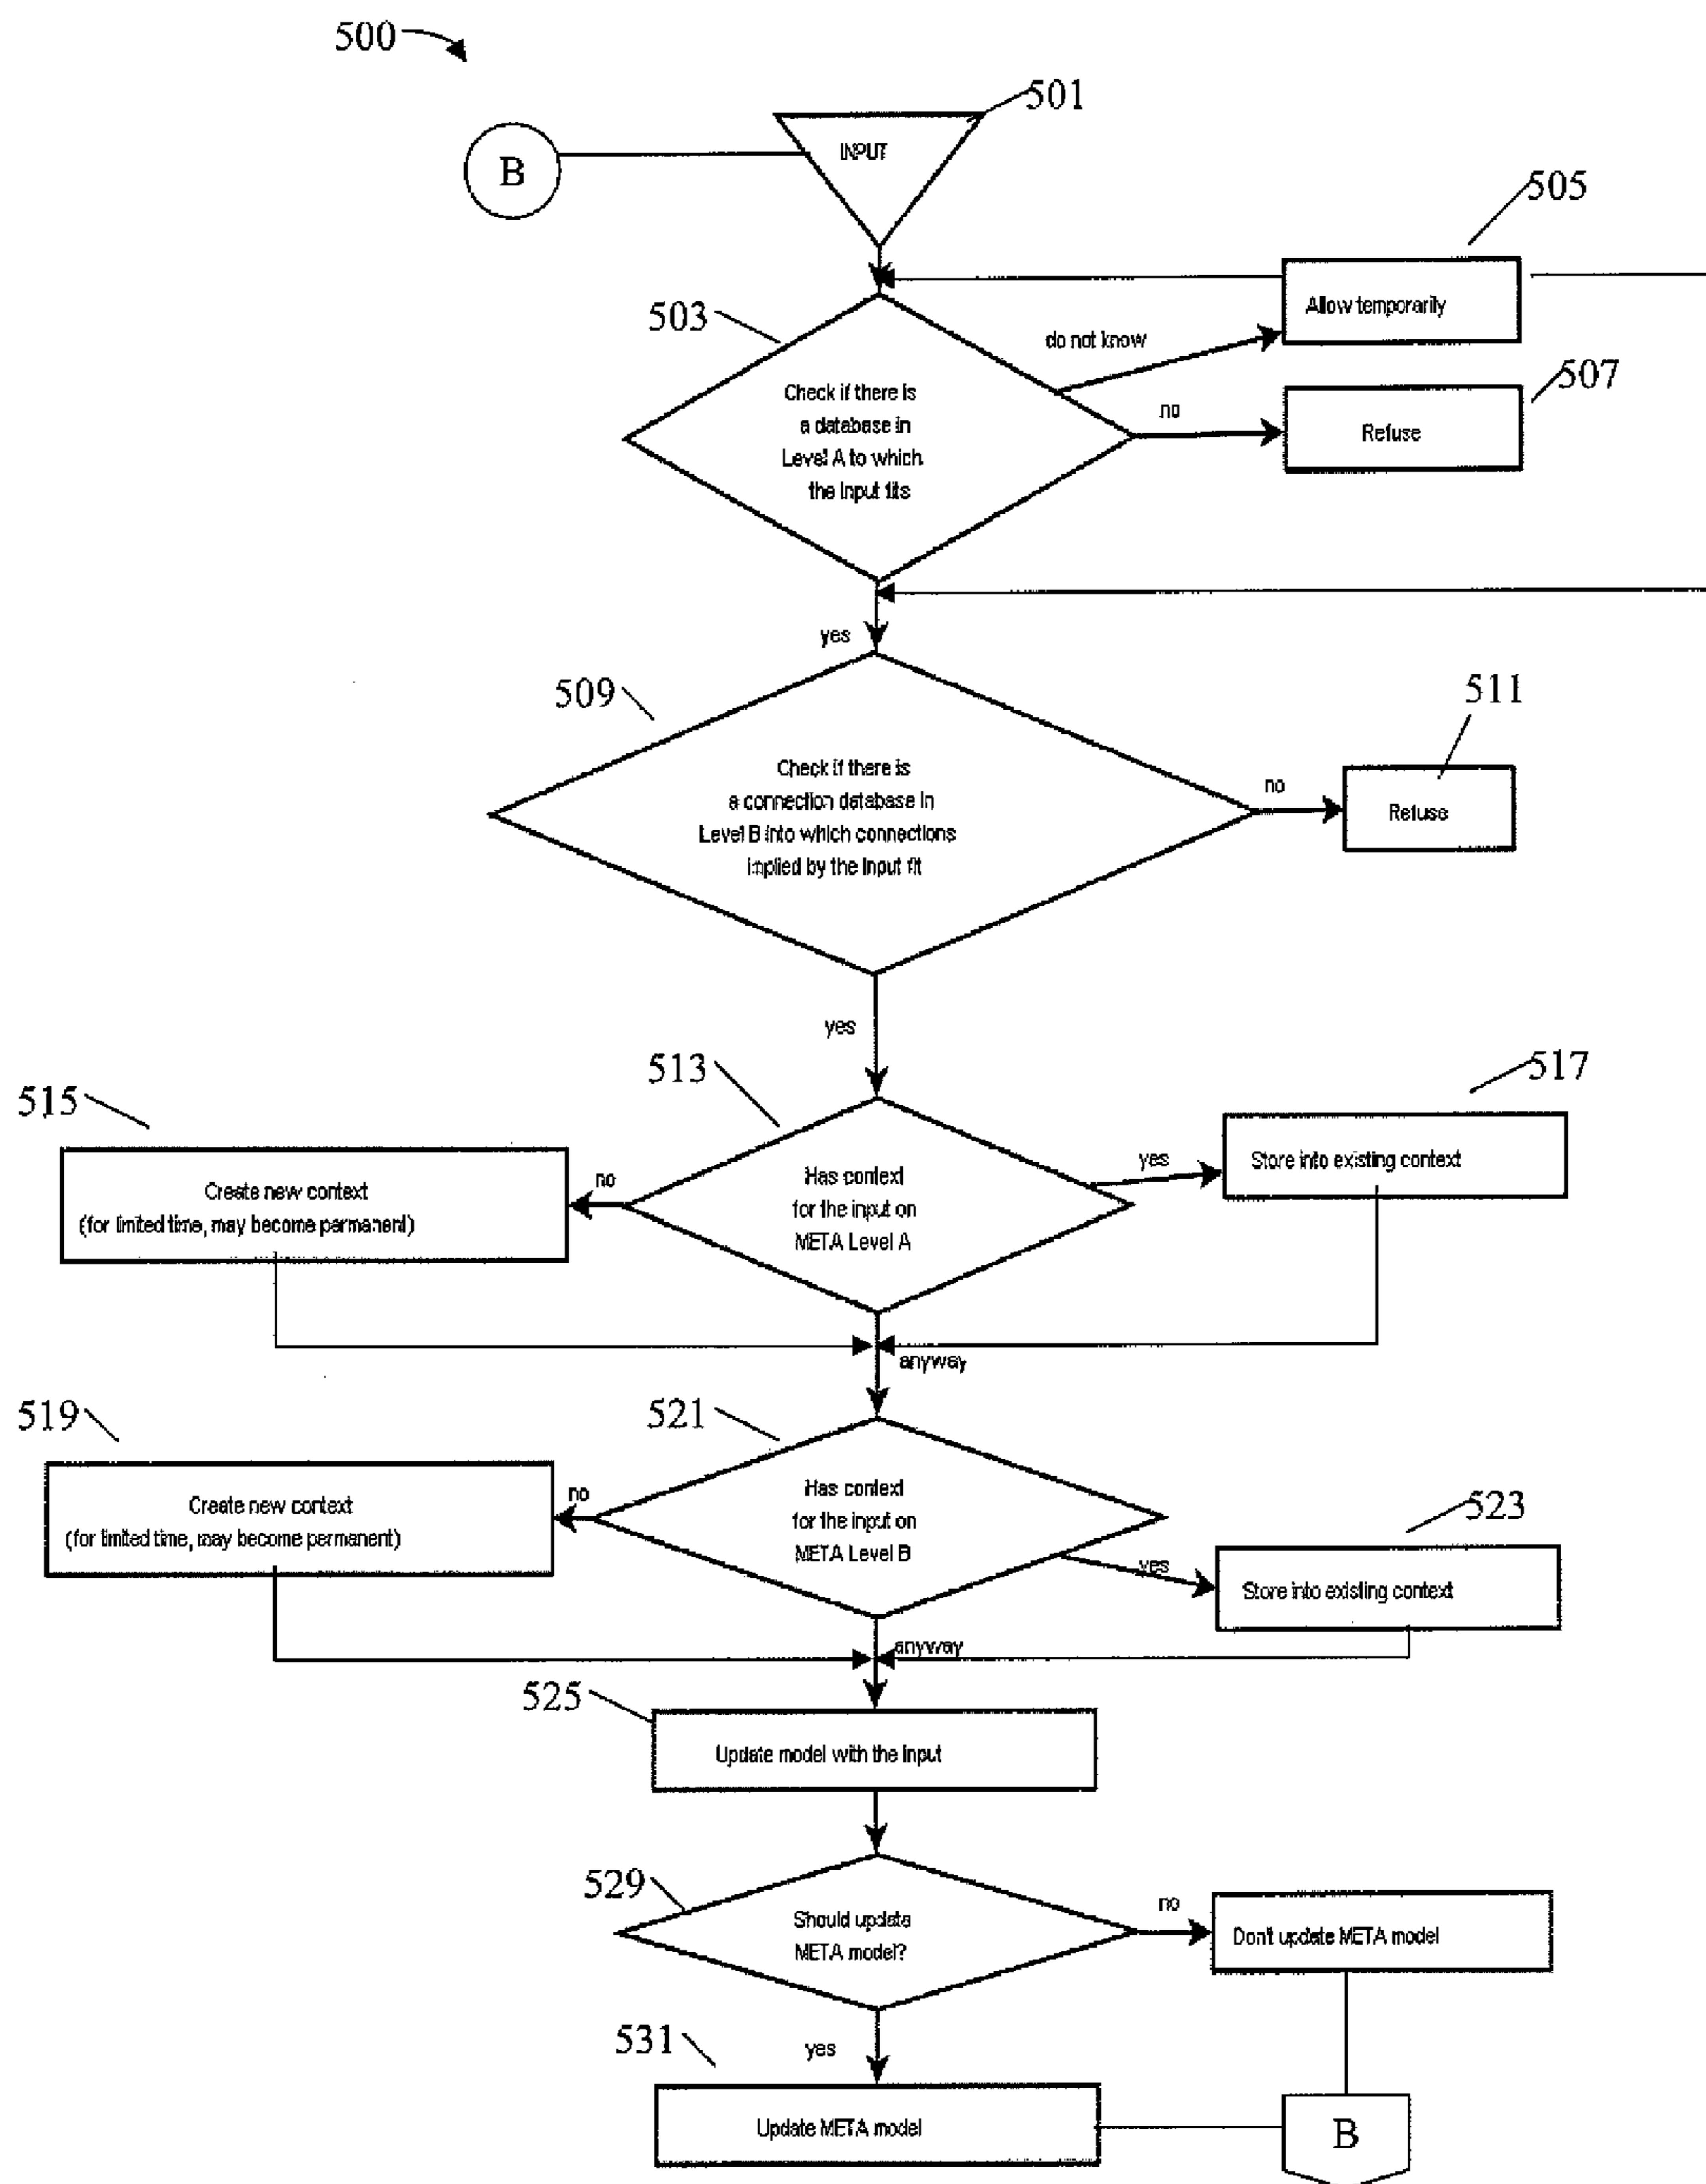 500
501
B
INPUT
505
503
do not know
Allow temporarily
507
Check if there is
a database in
Level A to which
the input fits
no
Refuse
yes
509
511
Check if there is
a connection database in
Level B into which connections
implied by the input fit
no
Refuse
yes
513
517
515
Create new context
(for limited time, may become permanent)
no
Has context
for the input on
META Level A
yes
Store into existing context
anyway
519
521
Create new context
(for limited time, may become permanent)
no
Has context
for the input on
META Level B
523
yes
Store into existing context
anyway
525
Update model with the input
529
Should update
META model?
no
Don't update META model
531
yes
Update META model
B